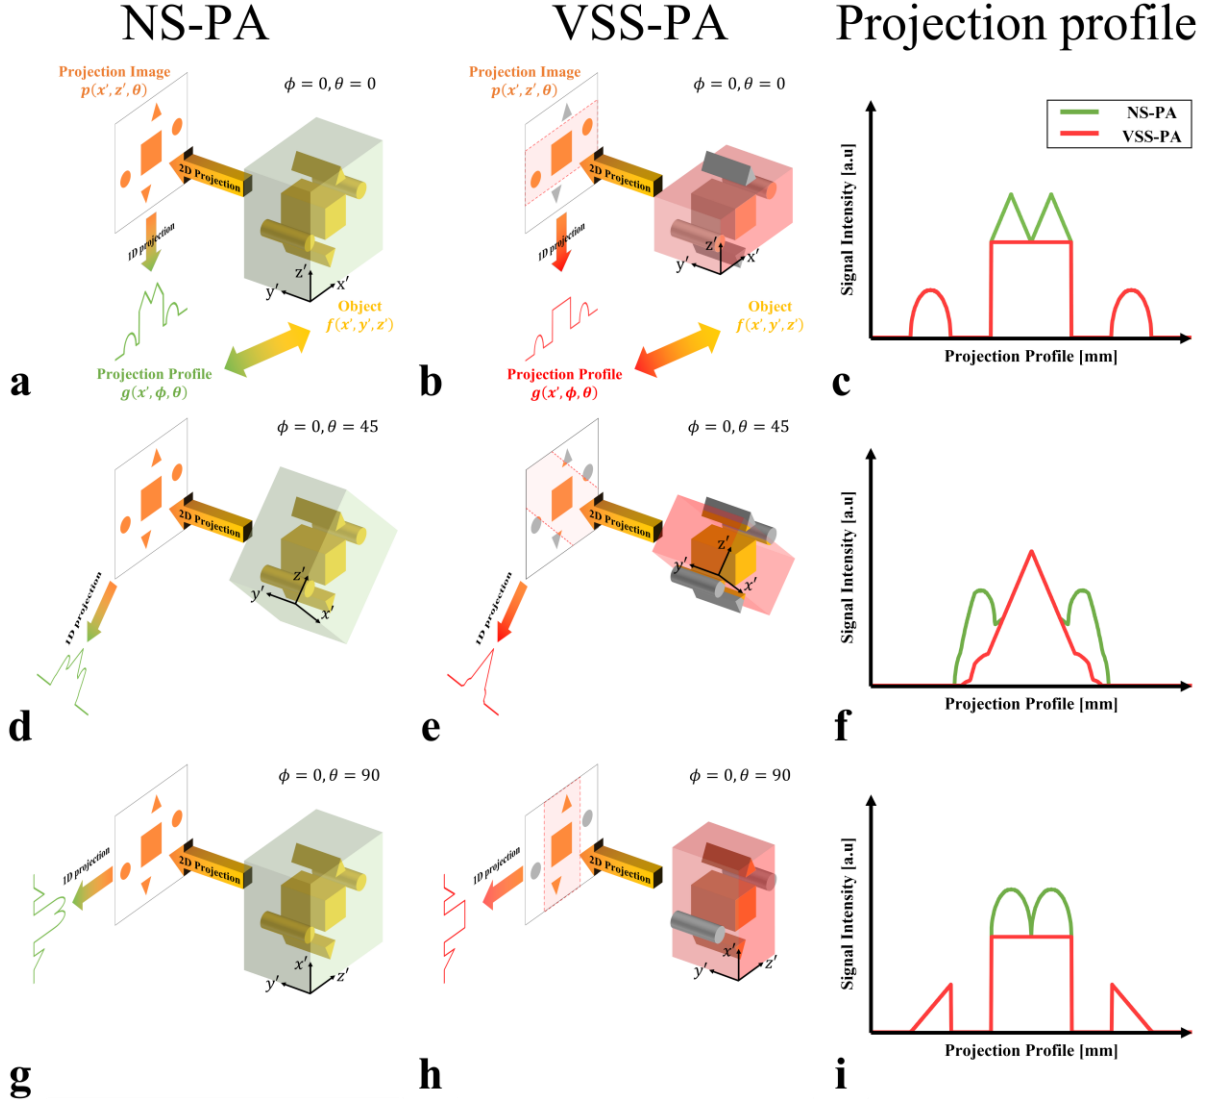 NS-PA
VSS-PA
Projection profile
Projection Image
p(x′, z′, θ)
ϕ = 0, θ = 0
2D Projection
1D projection
z′
y′
x′
Object
f(x′, y′, z′)
Projection Profile
g(x′, ϕ, θ)
a
Projection Image
p(x′, z′, θ)
ϕ = 0, θ = 0
2D Projection
1D projection
z′
y′
x′
Object
f(x′, y′, z′)
Projection Profile
g(x′, ϕ, θ)
b
NS-PA
VSS-PA
Signal Intensity [a.u]
Projection Profile [mm]
c
ϕ = 0, θ = 45
2D Projection
1D projection
z′
y′
x′
d
ϕ = 0, θ = 45
2D Projection
1D projection
z′
y′
x′
e
Signal Intensity [a.u]
Projection Profile [mm]
f
ϕ = 0, θ = 90
2D Projection
1D projection
x′
y′
z′
g
ϕ = 0, θ = 90
2D Projection
1D projection
x′
y′
z′
h
Signal Intensity [a.u]
Projection Profile [mm]
i